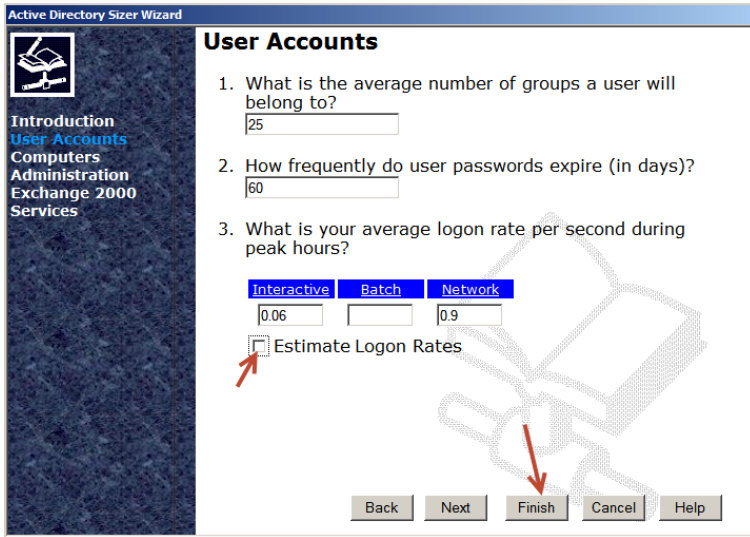 Active Directory Sizer Wizard
Introduction
User Accounts
Computers
Administration
Exchange 2000
Services
User Accounts
1. What is the average number of groups a user will
belong to?
25
2. How frequently do user passwords expire (in days)?
60
3. What is your average logon rate per second during
peak hours?
Interactive Batch Network
0.06 0.9
Estimate Logon Rates
Back Next Finish Cancel Help